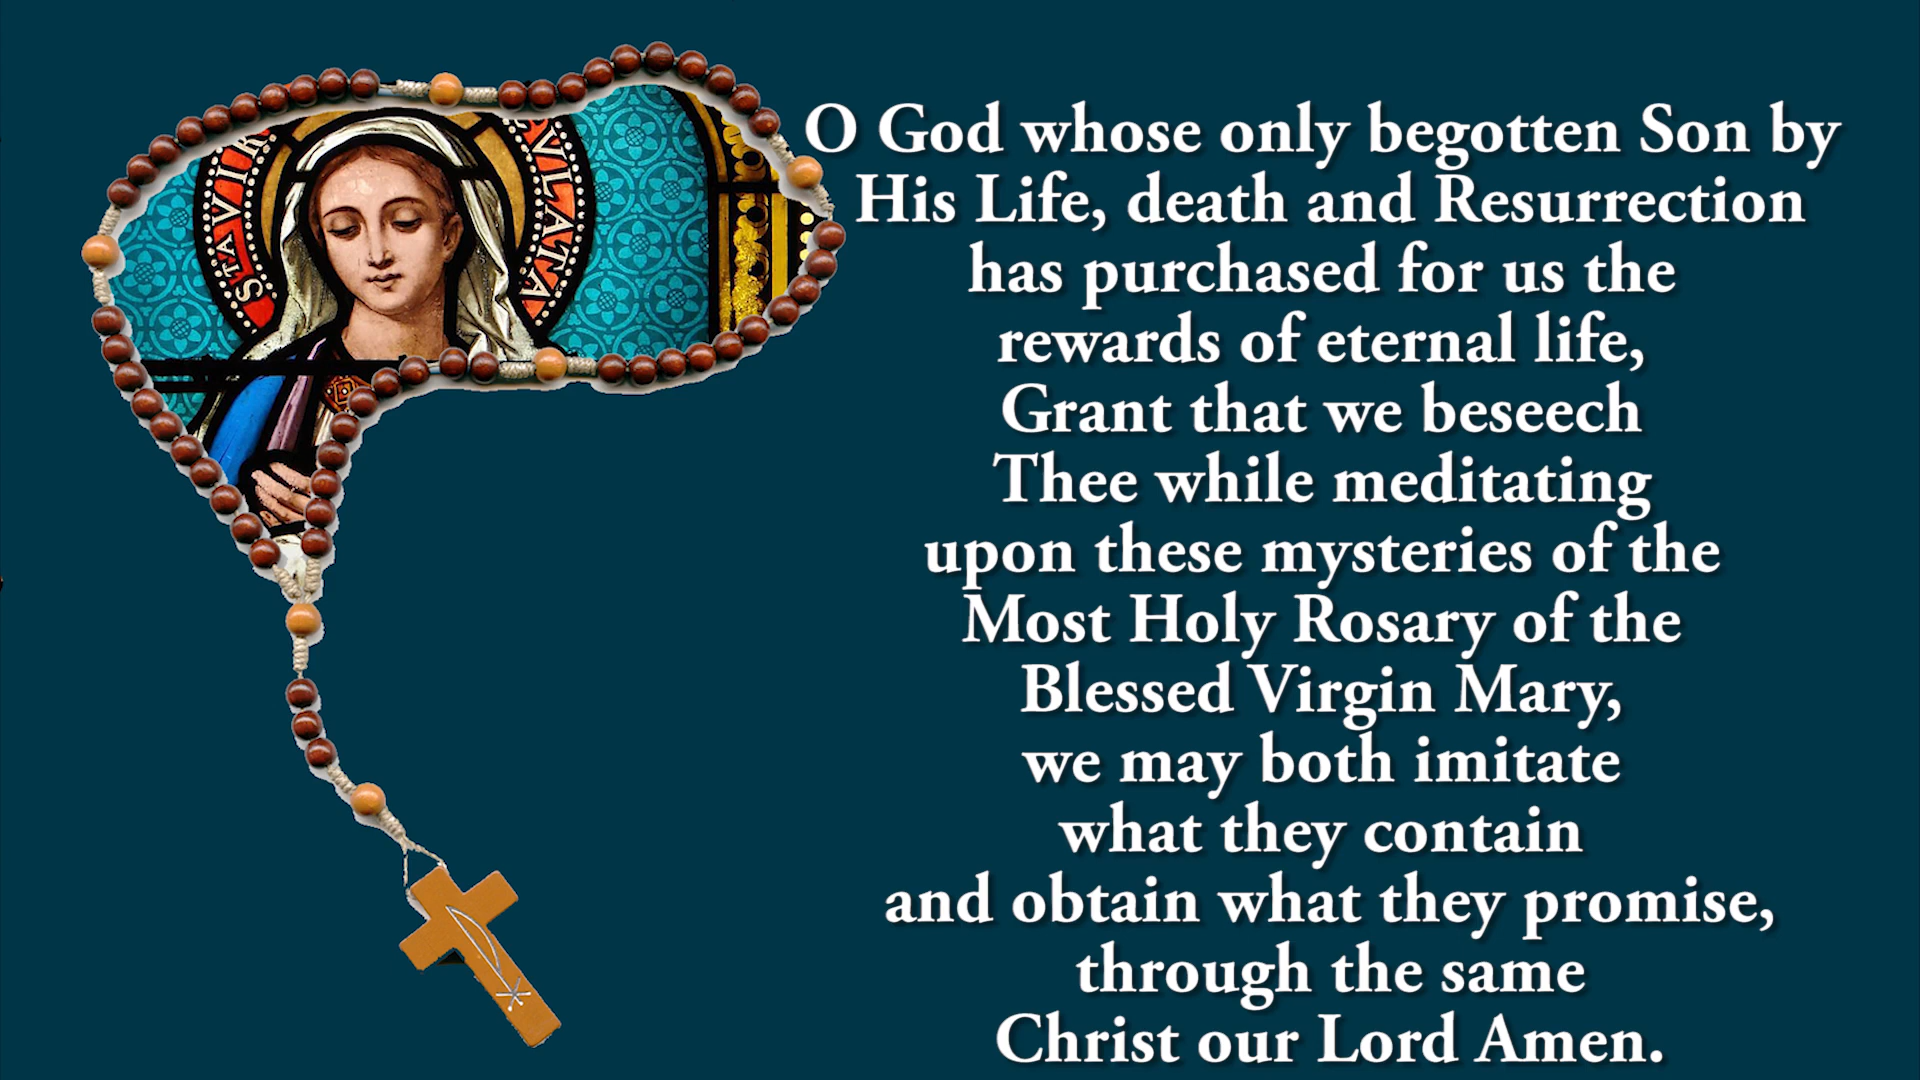 STA VIR
ULATA
O God whose only begotten Son by
His Life, death and Resurrection
has purchased for us the
rewards of eternal life,
Grant that we beseech
Thee while meditating
upon these mysteries of the
Most Holy Rosary of the
Blessed Virgin Mary,
we may both imitate
what they contain
and obtain what they promise,
through the same
Christ our Lord Amen.